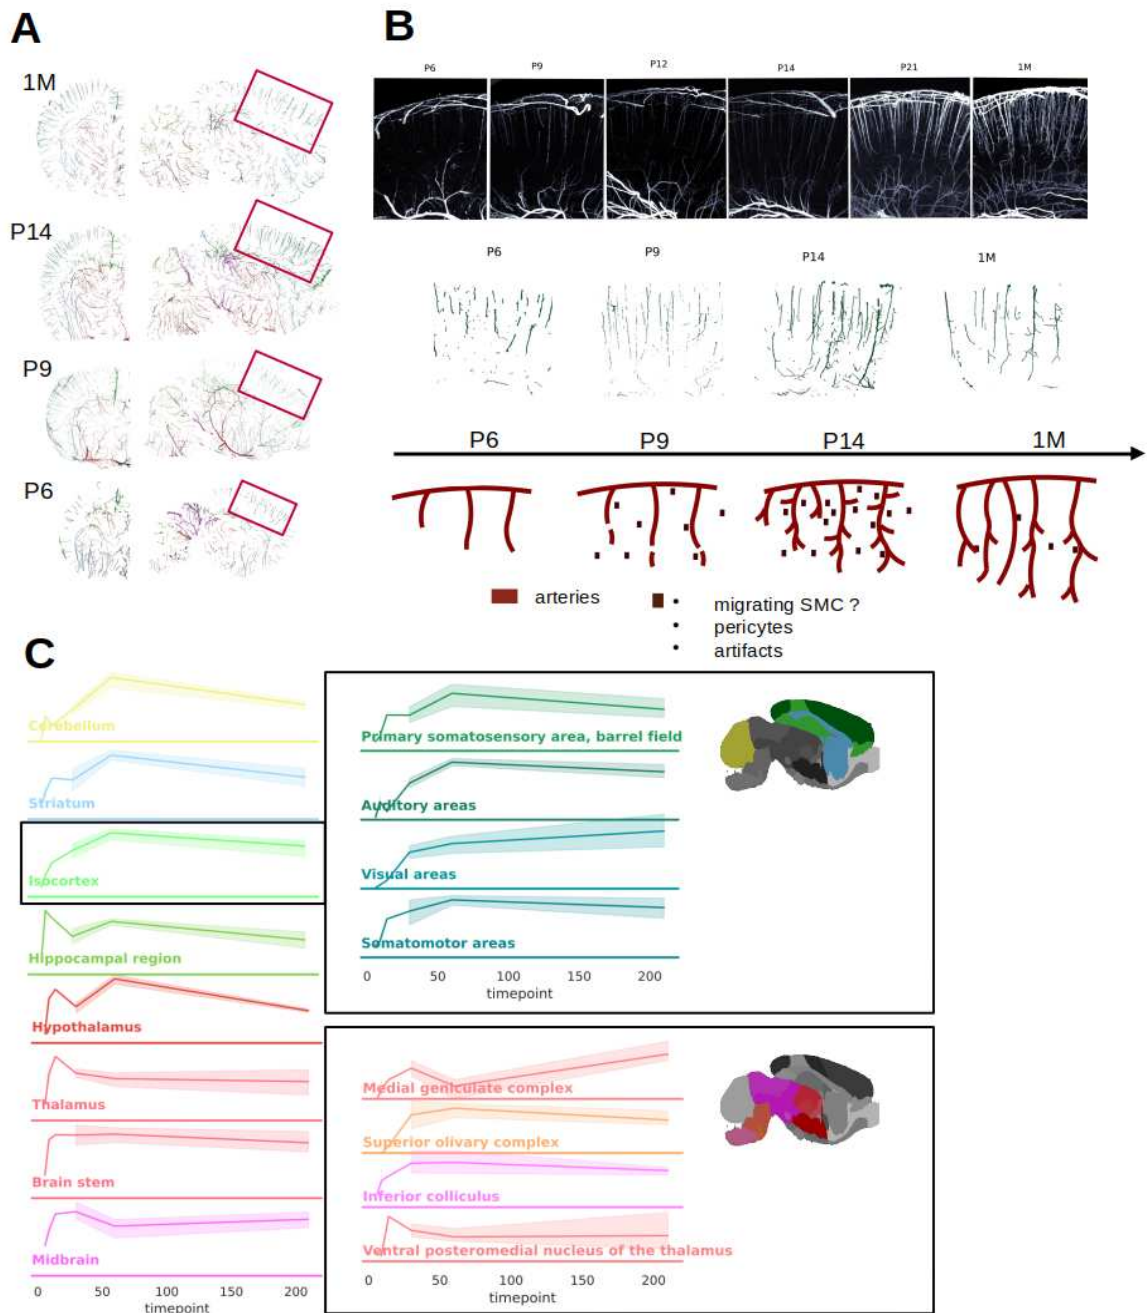 A
1M
P14
P9
P6
B
P6
P9
P12
P14
P21
1M
P6
P9
P14
1M
P6
P9
P14
1M
arteries
• migrating SMC ?
• pericytes
• artifacts
C
Cerebellum
Striatum
Isocortex
Hippocampal region
Hypothalamus
Thalamus
Brain stem
Midbrain
0 50 100 150 200
timepoint
Primary somatosensory area, barrel field
Auditory areas
Visual areas
Somatomotor areas
0 50 100 150 200
timepoint
Medial geniculate complex
Superior olivary complex
Inferior colliculus
Ventral posteromedial nucleus of the thalamus
0 50 100 150 200
timepoint